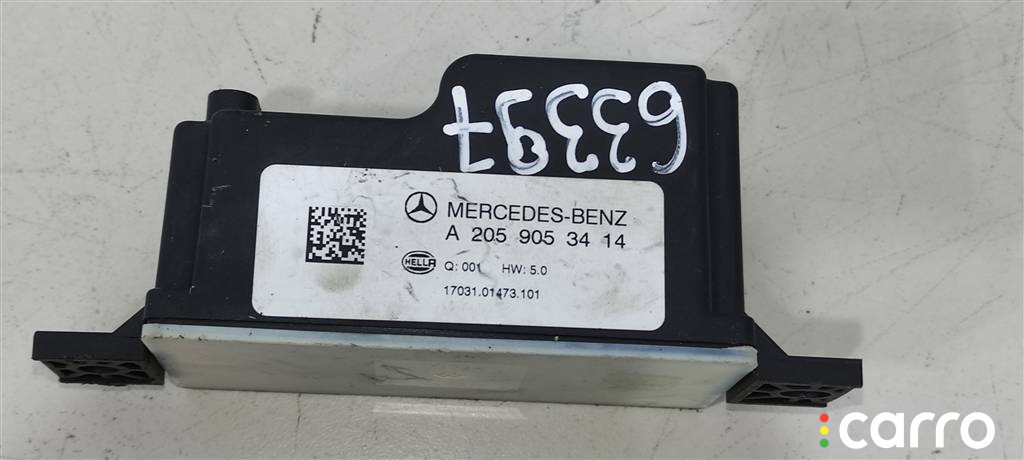 63397
MERCEDES-BENZ
A 205 905 34 14
HELLA
Q: 001 HW: 5.0
17031.01473.101
carro